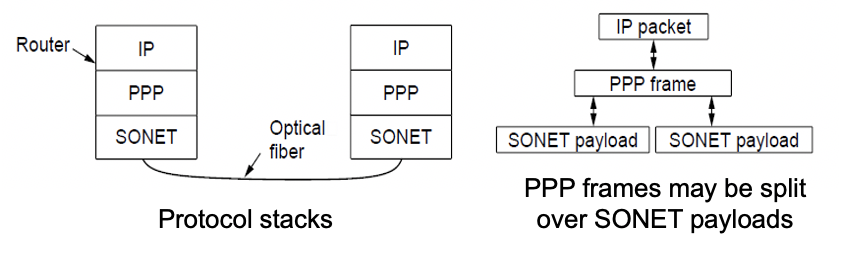 Router
IP
PPP
SONET
Optical
fiber
IP
PPP
SONET
Protocol stacks
IP packet
PPP frame
SONET payload
SONET payload
PPP frames may be split
over SONET payloads